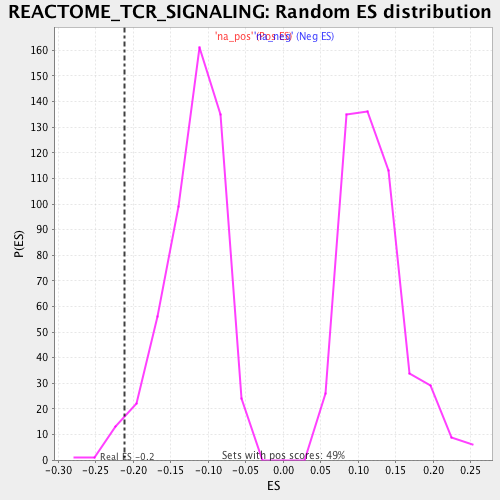 REACTOME_TCR_SIGNALING: Random ES distribution
'na_pos' (Pos ES) 'na_neg' (Neg ES)
160
150
140
130
120
110
100
90
80
70
60
50
40
30
20
10
0
P(ES)
Real ES -0.2
Sets with pos scores: 49%
-0.30 -0.25 -0.20 -0.15 -0.10 -0.05 0.00 0.05 0.10 0.15 0.20 0.25
ES